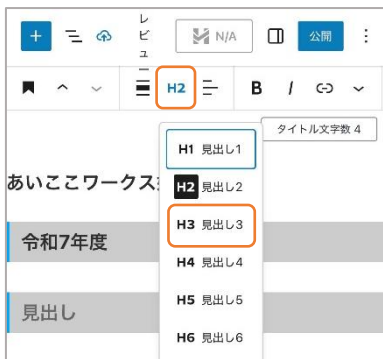 レビュー
N/A
公開
H2
B I
タイトル文字数 4
H1 見出し1
あいここワークス
H2 見出し2
H3 見出し3
令和7年度
H4 見出し4
H5 見出し5
見出し
H6 見出し6